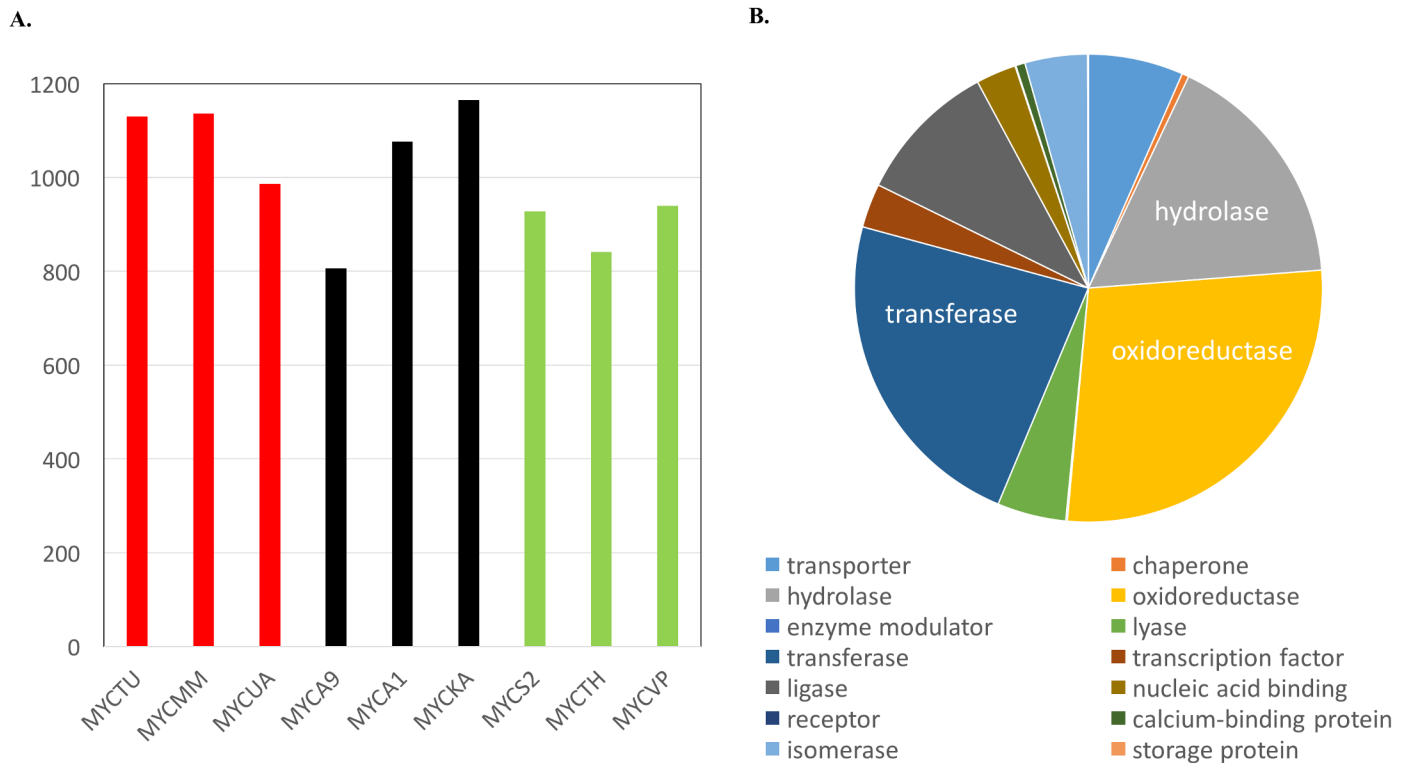 A.
1200
1000
800
600
400
200
0
MYCTU
MYCMM
MYCUA
MYCA9
MYCA1
MYCKA
MYCS2
MYCTH
MYCVP
B.
hydrolase
transferase
oxidoreductase
transporter
chaperone
hydrolase
oxidoreductase
enzyme modulator
lyase
transferase
transcription factor
ligase
nucleic acid binding
receptor
calcium-binding protein
isomerase
storage protein